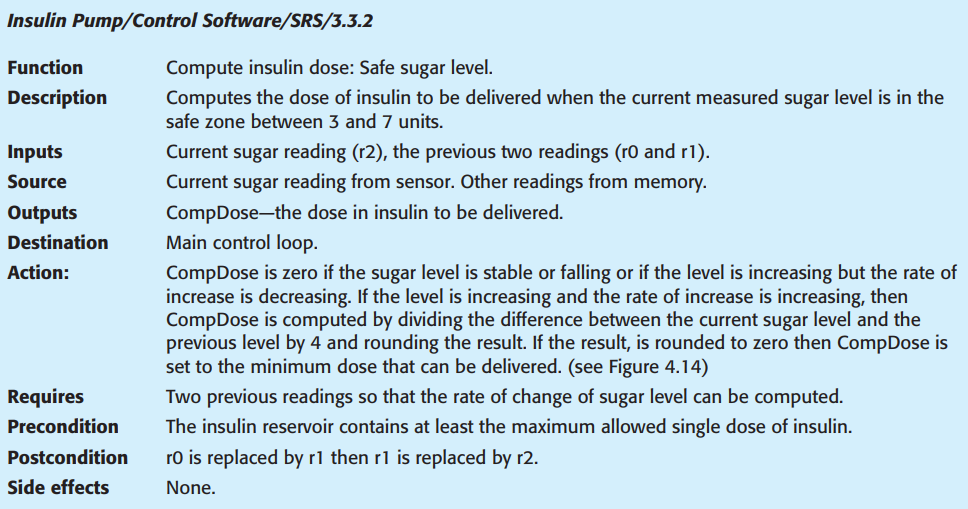 Insulin Pump/Control Software/SRS/3.3.2
Function Compute insulin dose: Safe sugar level.
Description Computes the dose of insulin to be delivered when the current measured sugar level is in the
safe zone between 3 and 7 units.
Inputs Current sugar reading (r2), the previous two readings (r0 and r1).
Source Current sugar reading from sensor. Other readings from memory.
Outputs CompDose—the dose in insulin to be delivered.
Destination Main control loop.
Action: CompDose is zero if the sugar level is stable or falling or if the level is increasing but the rate of
increase is decreasing. If the level is increasing and the rate of increase is increasing, then
CompDose is computed by dividing the difference between the current sugar level and the
previous level by 4 and rounding the result. If the result, is rounded to zero then CompDose is
set to the minimum dose that can be delivered. (see Figure 4.14)
Requires Two previous readings so that the rate of change of sugar level can be computed.
Precondition The insulin reservoir contains at least the maximum allowed single dose of insulin.
Postcondition r0 is replaced by r1 then r1 is replaced by r2.
Side effects None.